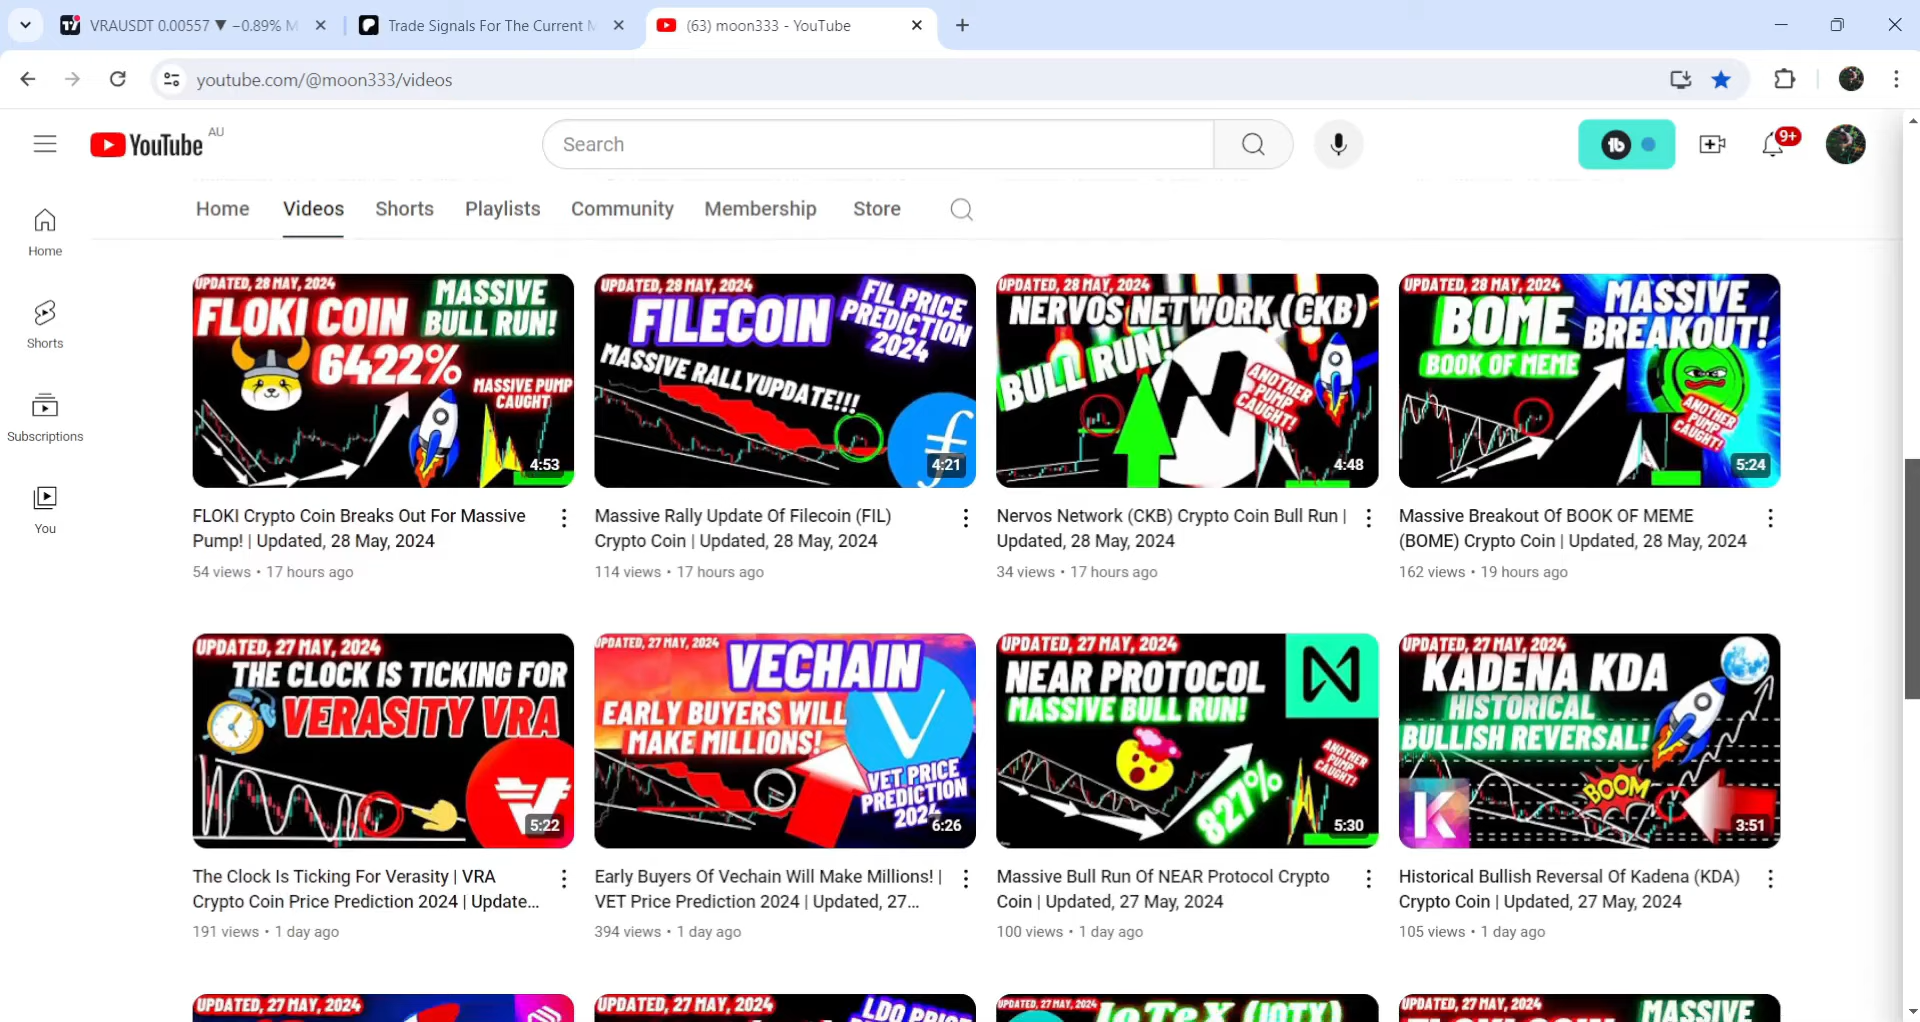 VRAUSDT 0.00557 ▼ −0.89% M
Trade Signals For The Current M
(63) moon333 - YouTube
youtube.com/@moon333/videos
YouTube AU
Search
9+
Home
Videos
Shorts
Playlists
Community
Membership
Store
Home
Shorts
Subscriptions
You
UPDATED, 28 MAY, 2024
FLOKI COIN
MASSIVE
BULL RUN!
6422%
MASSIVE PUMP
CAUGHT
4:53
FLOKI Crypto Coin Breaks Out For Massive
Pump! | Updated, 28 May, 2024
54 views • 17 hours ago
UPDATED, 28 MAY, 2024
FILECOIN
FIL PRICE
PREDICTION
2024
MASSIVE RALLY UPDATE!!!
4:21
Massive Rally Update Of Filecoin (FIL)
Crypto Coin | Updated, 28 May, 2024
114 views • 17 hours ago
UPDATED, 28 MAY, 2024
NERVOS NETWORK (CKB)
BULL RUN!
ANOTHER
PUMP
CAUGHT!
4:48
Nervos Network (CKB) Crypto Coin Bull Run |
Updated, 28 May, 2024
34 views • 17 hours ago
UPDATED, 28 MAY, 2024
BOME
BOOK OF MEME
MASSIVE
BREAKOUT!
ANOTHER
PUMP
CAUGHT!
5:24
Massive Breakout Of BOOK OF MEME
(BOME) Crypto Coin | Updated, 28 May, 2024
162 views • 19 hours ago
UPDATED, 27 MAY, 2024
THE CLOCK IS TICKING FOR
VERASITY VRA
5:22
The Clock Is Ticking For Verasity | VRA
Crypto Coin Price Prediction 2024 | Update...
191 views • 1 day ago
UPDATED, 27 MAY, 2024
VECHAIN
EARLY BUYERS WILL
MAKE MILLIONS!
VET PRICE
PREDICTION
2024
6:26
Early Buyers Of Vechain Will Make Millions! |
VET Price Prediction 2024 | Updated, 27...
394 views • 1 day ago
UPDATED, 27 MAY, 2024
NEAR PROTOCOL
MASSIVE BULL RUN!
827%
ANOTHER
PUMP
CAUGHT!
5:30
Massive Bull Run Of NEAR Protocol Crypto
Coin | Updated, 27 May, 2024
100 views • 1 day ago
UPDATED, 27 MAY, 2024
KADENA KDA
HISTORICAL
BULLISH REVERSAL!
BOOM
3:51
Historical Bullish Reversal Of Kadena (KDA)
Crypto Coin | Updated, 27 May, 2024
105 views • 1 day ago
UPDATED, 27 MAY, 2024
UPDATED, 27 MAY, 2024
LDO PRICE
UPDATED, 27 MAY, 2024
IoTeX (IOTX)
UPDATED, 27 MAY, 2024
FLOKI COIN
MASSIVE